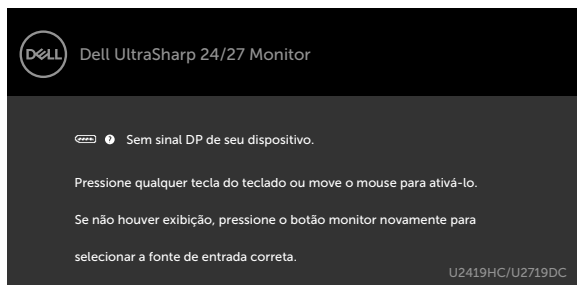 DELL
Dell UltraSharp 24/27 Monitor
? Sem sinal DP de seu dispositivo.
Pressione qualquer tecla do teclado ou move o mouse para ativá-lo.
Se não houver exibição, pressione o botão monitor novamente para
selecionar a fonte de entrada correta.
U2419HC/U2719DC